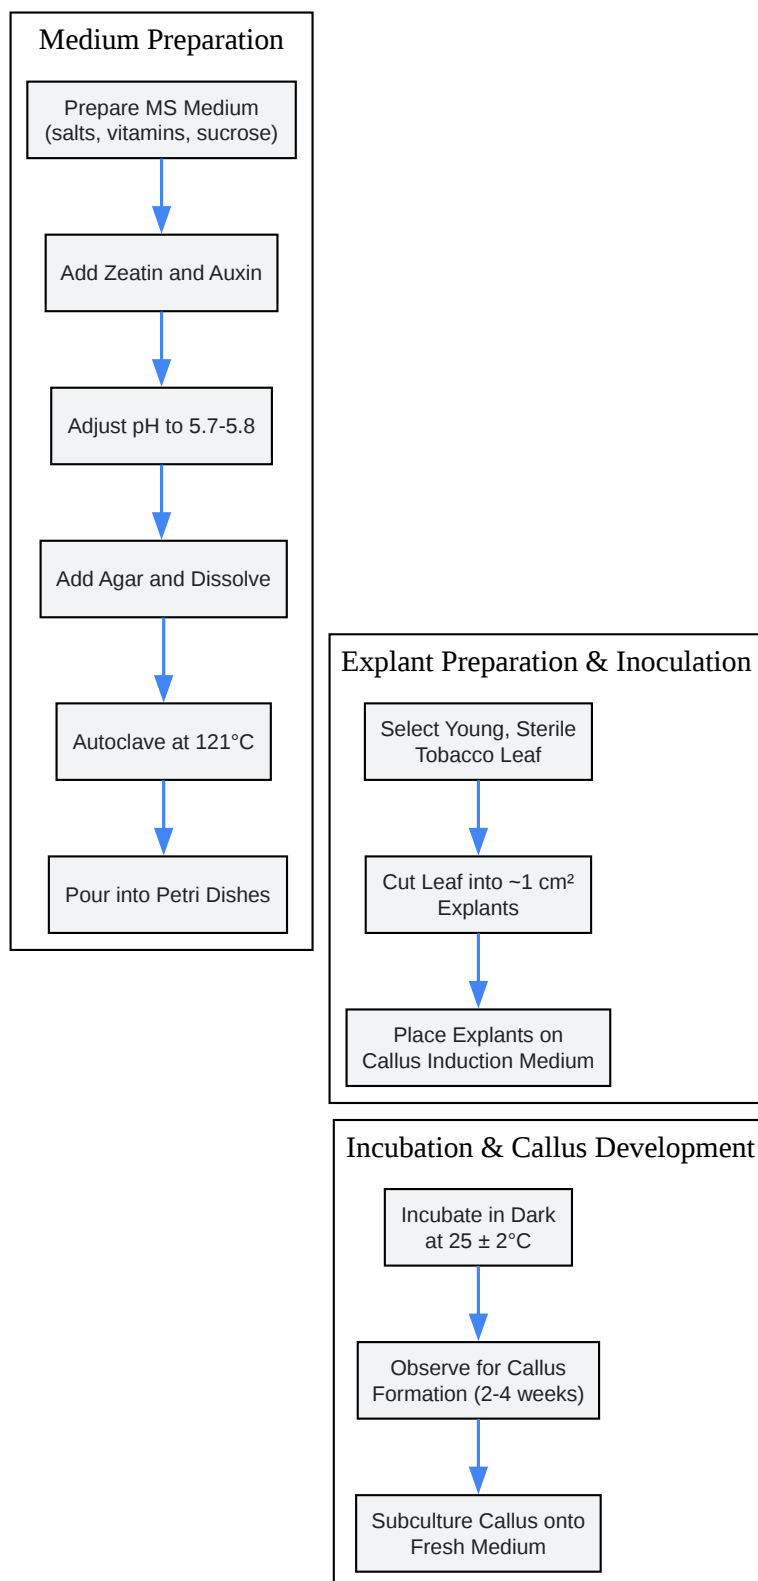 Medium Preparation
Prepare MS Medium
(salts, vitamins, sucrose)
Add Zeatin and Auxin
Adjust pH to 5.7-5.8
Add Agar and Dissolve
Autoclave at 121°C
Pour into Petri Dishes
Explant Preparation & Inoculation
Select Young, Sterile
Tobacco Leaf
Cut Leaf into ~1 cm²
Explants
Place Explants on
Callus Induction Medium
Incubation & Callus Development
Incubate in Dark
at 25 ± 2°C
Observe for Callus
Formation (2-4 weeks)
Subculture Callus onto
Fresh Medium